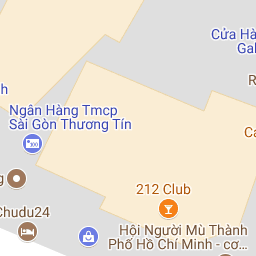 Cửa Hà
Gal
h
R
Ngân Hàng Tmcp
Sài Gòn Thương Tín
Ca
g
212 Club
Chudu24
Hội Người Mù Thành
Phố Hồ Chí Minh - cơ...